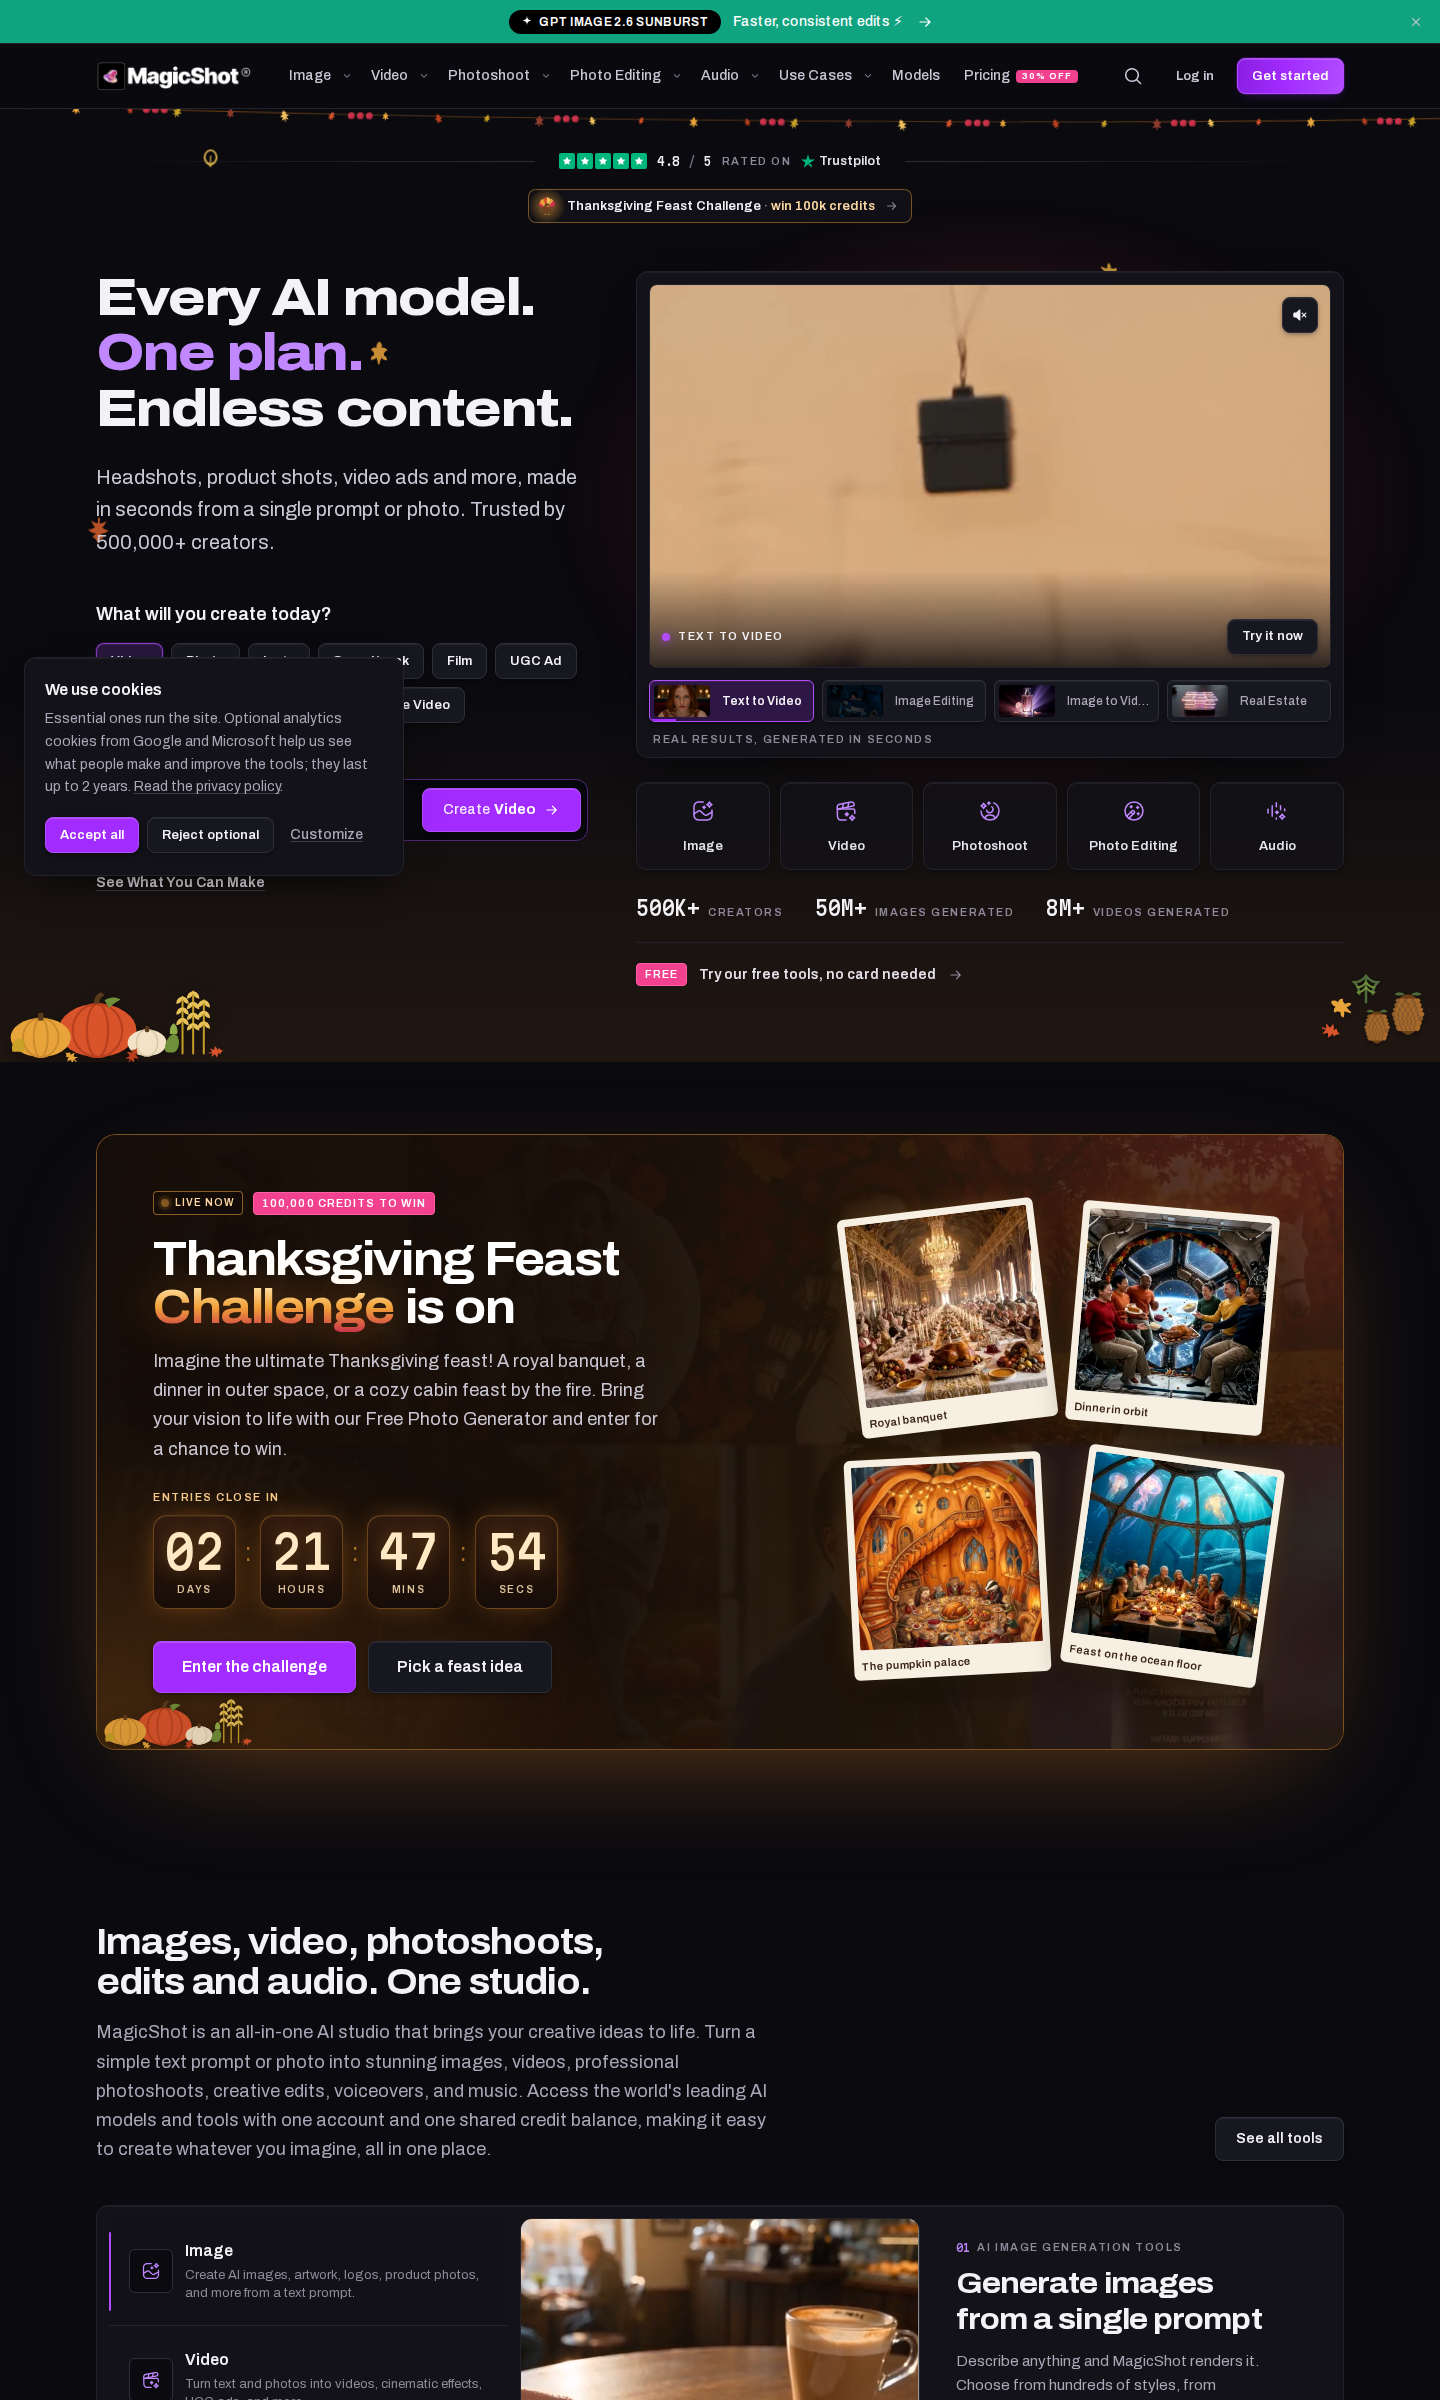 GPT IMAGE 2.6 SUNBURST
Faster, consistent edits ⚡ →
MagicShot®
Image
Video
Photoshoot
Photo Editing
Audio
Use Cases
Models
Pricing
30% OFF
Log in
Get started
4.8 / 5 RATED ON Trustpilot
Thanksgiving Feast Challenge · win 100k credits →
Every AI model.
One plan.
Endless content.
Headshots, product shots, video ads and more, made
in seconds from a single prompt or photo. Trusted by
500,000+ creators.
What will you create today?
Film
UGC Ad
e Video
We use cookies
Essential ones run the site. Optional analytics
cookies from Google and Microsoft help us see
what people make and improve the tools; they last
up to 2 years. Read the privacy policy.
Accept all
Reject optional
Customize
Create Video →
See What You Can Make
TEXT TO VIDEO
Try it now
Text to Video
Image Editing
Image to Vid...
Real Estate
REAL RESULTS, GENERATED IN SECONDS
Image
Video
Photoshoot
Photo Editing
Audio
500K+ CREATORS
50M+ IMAGES GENERATED
8M+ VIDEOS GENERATED
FREE
Try our free tools, no card needed →
LIVE NOW
100,000 CREDITS TO WIN
Thanksgiving Feast
Challenge is on
Imagine the ultimate Thanksgiving feast! A royal banquet, a
dinner in outer space, or a cozy cabin feast by the fire. Bring
your vision to life with our Free Photo Generator and enter for
a chance to win.
ENTRIES CLOSE IN
02 : 21 : 47 : 54
DAYS HOURS MINS SECS
Enter the challenge
Pick a feast idea
Royal banquet
Dinner in orbit
The pumpkin palace
Feast on the ocean floor
Images, video, photoshoots,
edits and audio. One studio.
MagicShot is an all-in-one AI studio that brings your creative ideas to life. Turn a
simple text prompt or photo into stunning images, videos, professional
photoshoots, creative edits, voiceovers, and music. Access the world's leading AI
models and tools with one account and one shared credit balance, making it easy
to create whatever you imagine, all in one place.
See all tools
Image
Create AI images, artwork, logos, product photos,
and more from a text prompt.
Video
Turn text and photos into videos, cinematic effects,
01 AI IMAGE GENERATION TOOLS
Generate images
from a single prompt
Describe anything and MagicShot renders it.
Choose from hundreds of styles, from